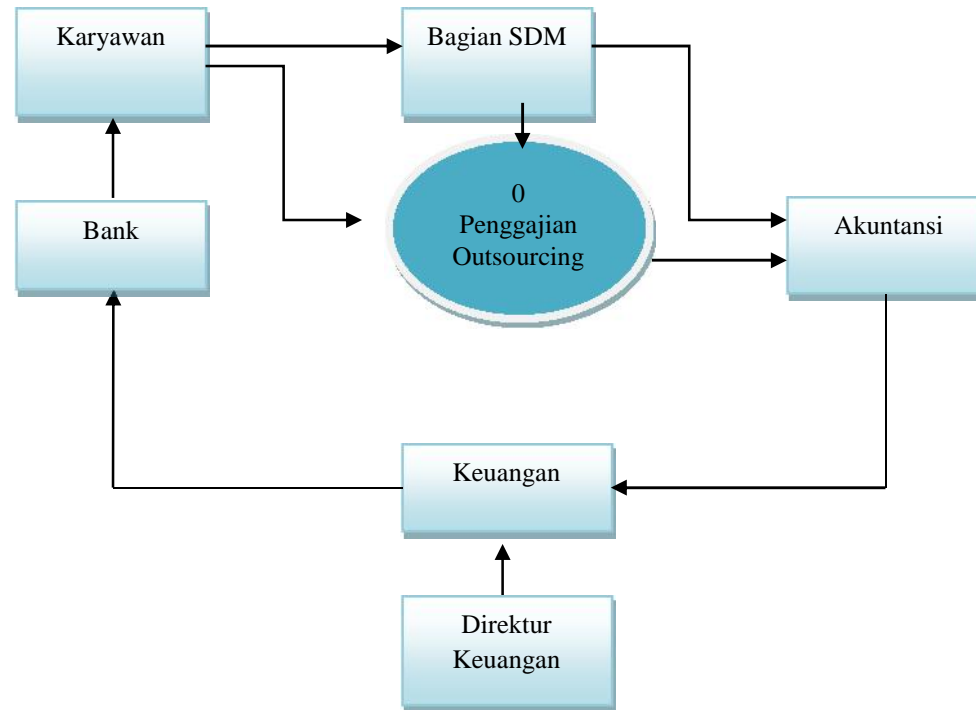 Karyawan
Bagian SDM
0
Penggajian
Outsourcing
Bank
Akuntansi
Keuangan
Direktur
Keuangan